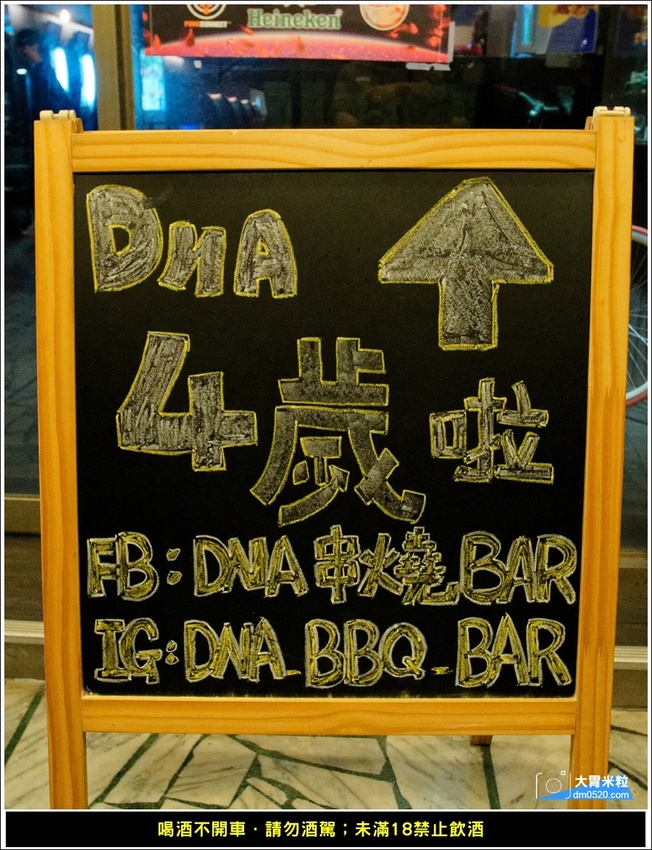 Heineken
DNA
4歲啦
FB:DNA串燒BAR
IG:DNA_BBQ_BAR
大胃米粒
dm0520.com
喝酒不開車‧請勿酒駕；未滿18禁止飲酒